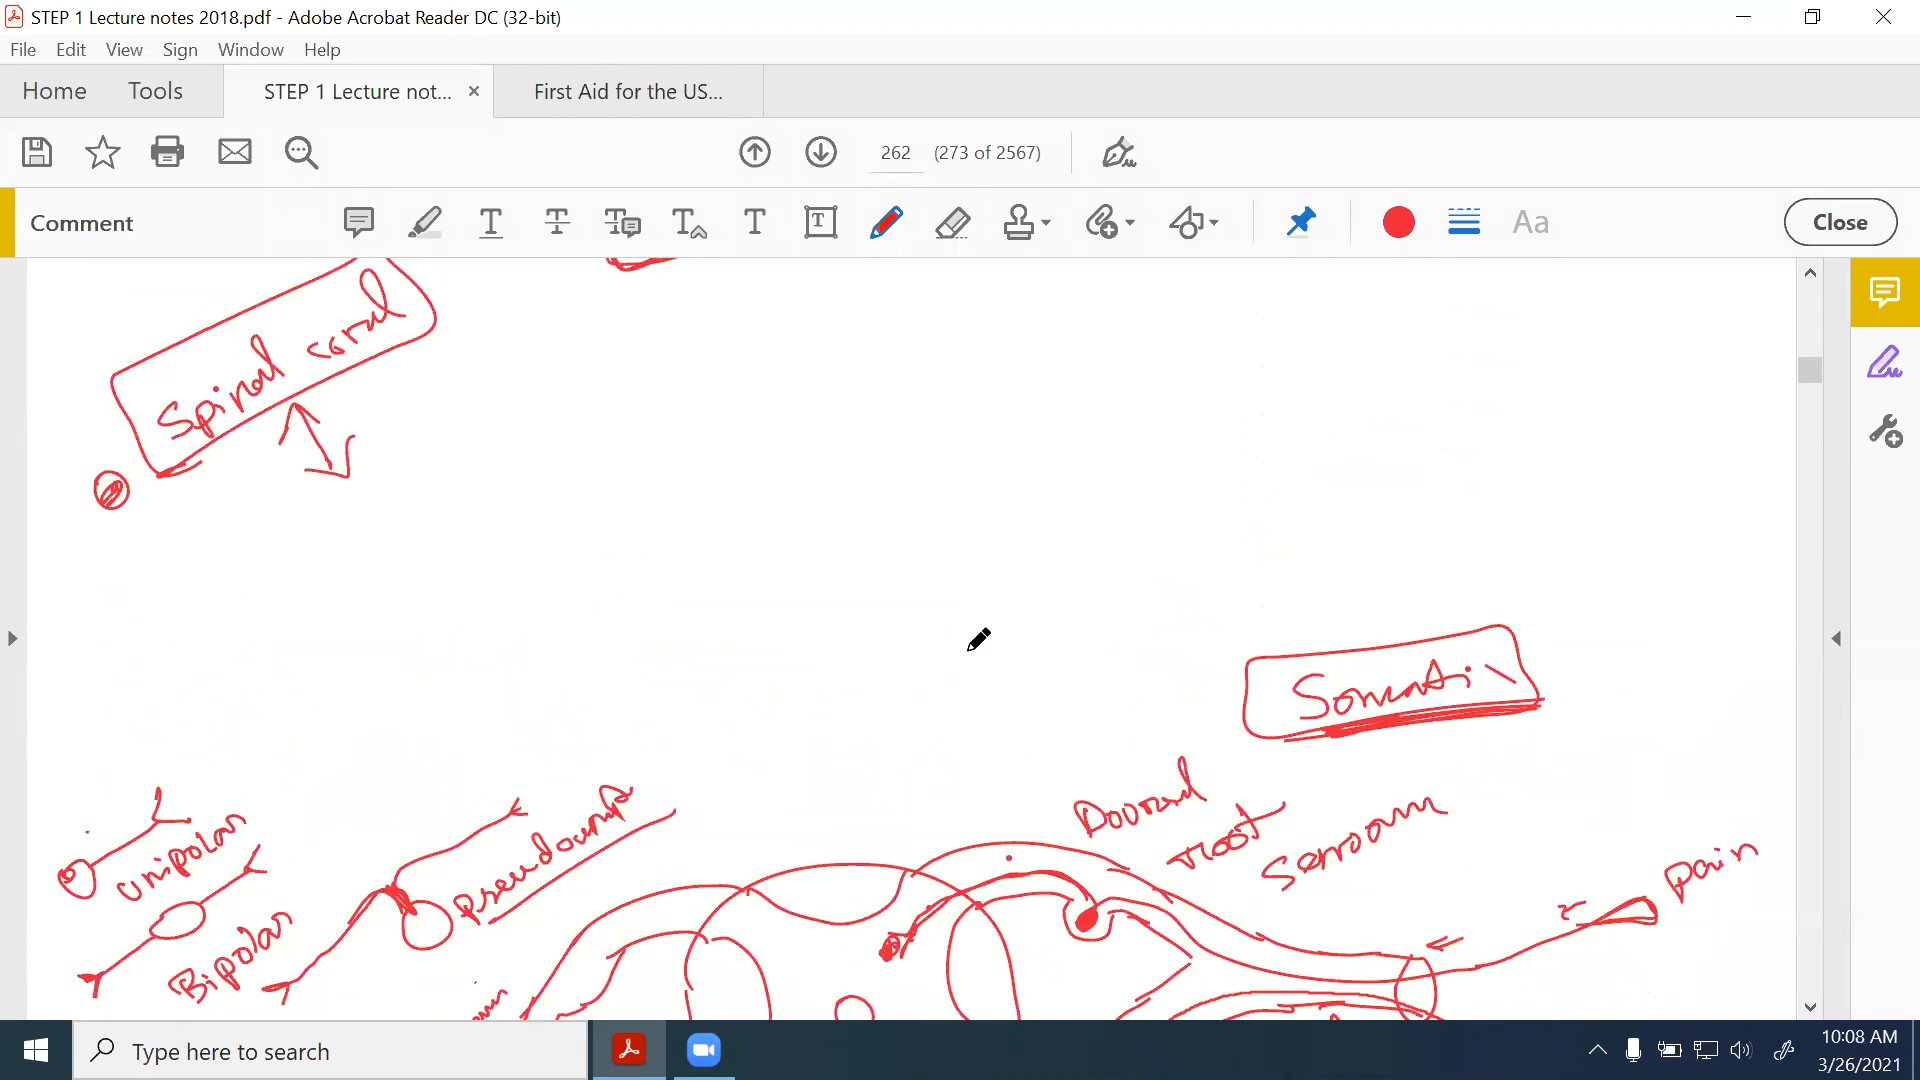 STEP 1 Lecture notes 2018.pdf - Adobe Acrobat Reader DC (32-bit)
File Edit View Sign Window Help
Home Tools STEP 1 Lecture not... × First Aid for the US...
262 (273 of 2567)
Comment Aa Close
Spinal cord
Somatic
Dorsal
root
Pain
unipolar
Bipolar
Type here to search
10:08 AM
3/26/2021